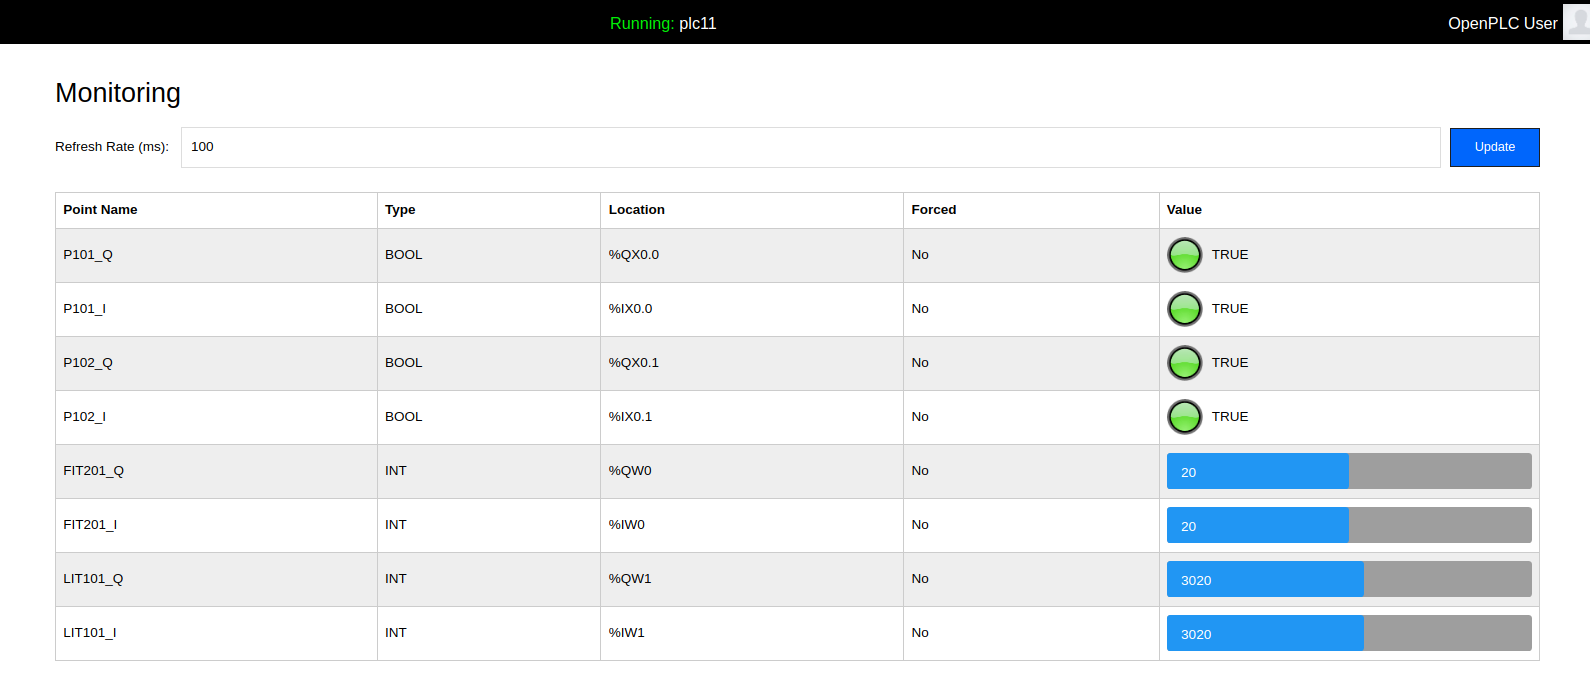 Running: plc11
OpenPLC User
Monitoring
Refresh Rate (ms): 100 Update
Point Name Type Location Forced Value
P101_Q BOOL %QX0.0 No TRUE
P101_I BOOL %IX0.0 No TRUE
P102_Q BOOL %QX0.1 No TRUE
P102_I BOOL %IX0.1 No TRUE
FIT201_Q INT %QW0 No 20
FIT201_I INT %IW0 No 20
LIT101_Q INT %QW1 No 3020
LIT101_I INT %IW1 No 3020